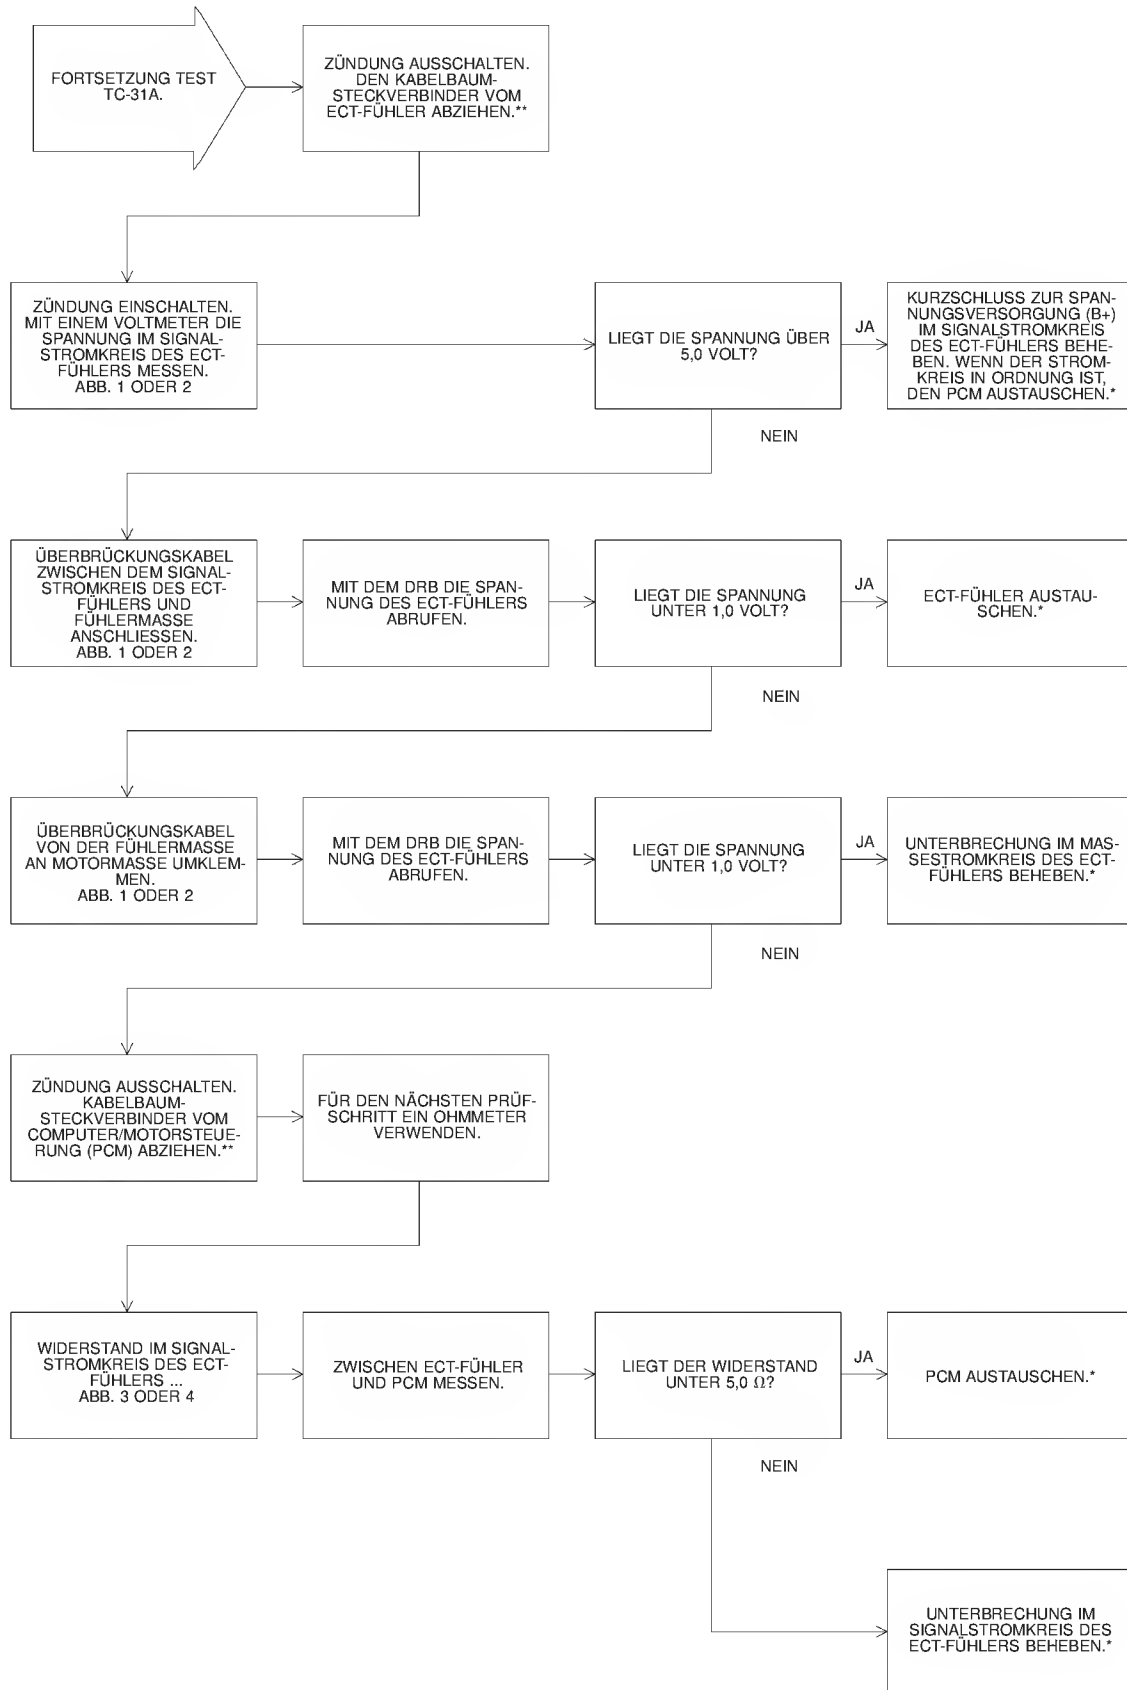 FORTSETZUNG TEST
TC-31A.
ZÜNDUNG AUSSCHALTEN.
DEN KABELBAUM-
STECKVERBINDER VOM
ECT-FÜHLER ABZIEHEN.**
ZÜNDUNG EINSCHALTEN.
MIT EINEM VOLTMETER DIE
SPANNUNG IM SIGNAL-
STROMKREIS DES ECT-
FÜHLERS MESSEN.
ABB. 1 ODER 2
LIEGT DIE SPANNUNG ÜBER
5,0 VOLT?
JA
KURZSCHLUSS ZUR SPAN-
NUNGSVERSORGUNG (B+)
IM SIGNALSTROMKREIS
DES ECT-FÜHLERS BEHE-
BEN. WENN DER STROM-
KREIS IN ORDNUNG IST,
DEN PCM AUSTAUSCHEN.*
NEIN
ÜBERBRÜCKUNGSKABEL
ZWISCHEN DEM SIGNAL-
STROMKREIS DES ECT-
FÜHLERS UND
FÜHLERMASSE
ANSCHLIESSEN.
ABB. 1 ODER 2
MIT DEM DRB DIE SPAN-
NUNG DES ECT-FÜHLERS
ABRUFEN.
LIEGT DIE SPANNUNG
UNTER 1,0 VOLT?
JA
ECT-FÜHLER AUSTAU-
SCHEN.*
NEIN
ÜBERBRÜCKUNGSKABEL
VON DER FÜHLERMASSE
AN MOTORMASSE UMKLEM-
MEN.
ABB. 1 ODER 2
MIT DEM DRB DIE SPAN-
NUNG DES ECT-FÜHLERS
ABRUFEN.
LIEGT DIE SPANNUNG
UNTER 1,0 VOLT?
JA
UNTERBRECHUNG IM MAS-
SESTROMKREIS DES ECT-
FÜHLERS BEHEBEN.*
NEIN
ZÜNDUNG AUSSCHALTEN.
KABELBAUM-
STECKVERBINDER VOM
COMPUTER/MOTORSTEUE-
RUNG (PCM) ABZIEHEN.**
FÜR DEN NÄCHSTEN PRÜF-
SCHRITT EIN OHMMETER
VERWENDEN.
WIDERSTAND IM SIGNAL-
STROMKREIS DES ECT-
FÜHLERS ...
ABB. 3 ODER 4
ZWISCHEN ECT-FÜHLER
UND PCM MESSEN.
LIEGT DER WIDERSTAND
UNTER 5,0 Ω?
JA
PCM AUSTAUSCHEN.*
NEIN
UNTERBRECHUNG IM
SIGNALSTROMKREIS DES
ECT-FÜHLERS BEHEBEN.*